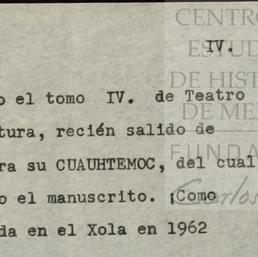 CENTRO
ESTUD
DE HIST
DE ME
FUNDA
Carlos
IV.
o el tomo IV. de Teatro
tura, recién salido de
ra su CUAUHTEMOC, del cual
o el manuscrito. ¡Como
da en el Xola en 1962